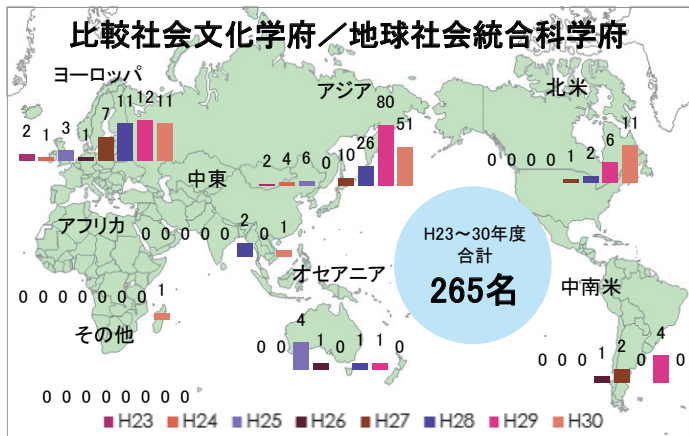 比較社会文化学府／地球社会統合科学府
ヨーロッパ
2 1 3 1 7 11 12 11
アジア
2 4 6 0 10 26 80 51
北米
0 0 0 0 1 2 6 11
中東
0 0 0 0 0 2 0 1
アフリカ
0 0 0 0 0 0 0 1
H23～30年度
合計
265名
オセアニア
0 0 4 1 0 1 1 0
中南米
0 0 0 1 2 0 4 0
その他
0 0 0 0 0 0 0 0
H23 H24 H25 H26 H27 H28 H29 H30